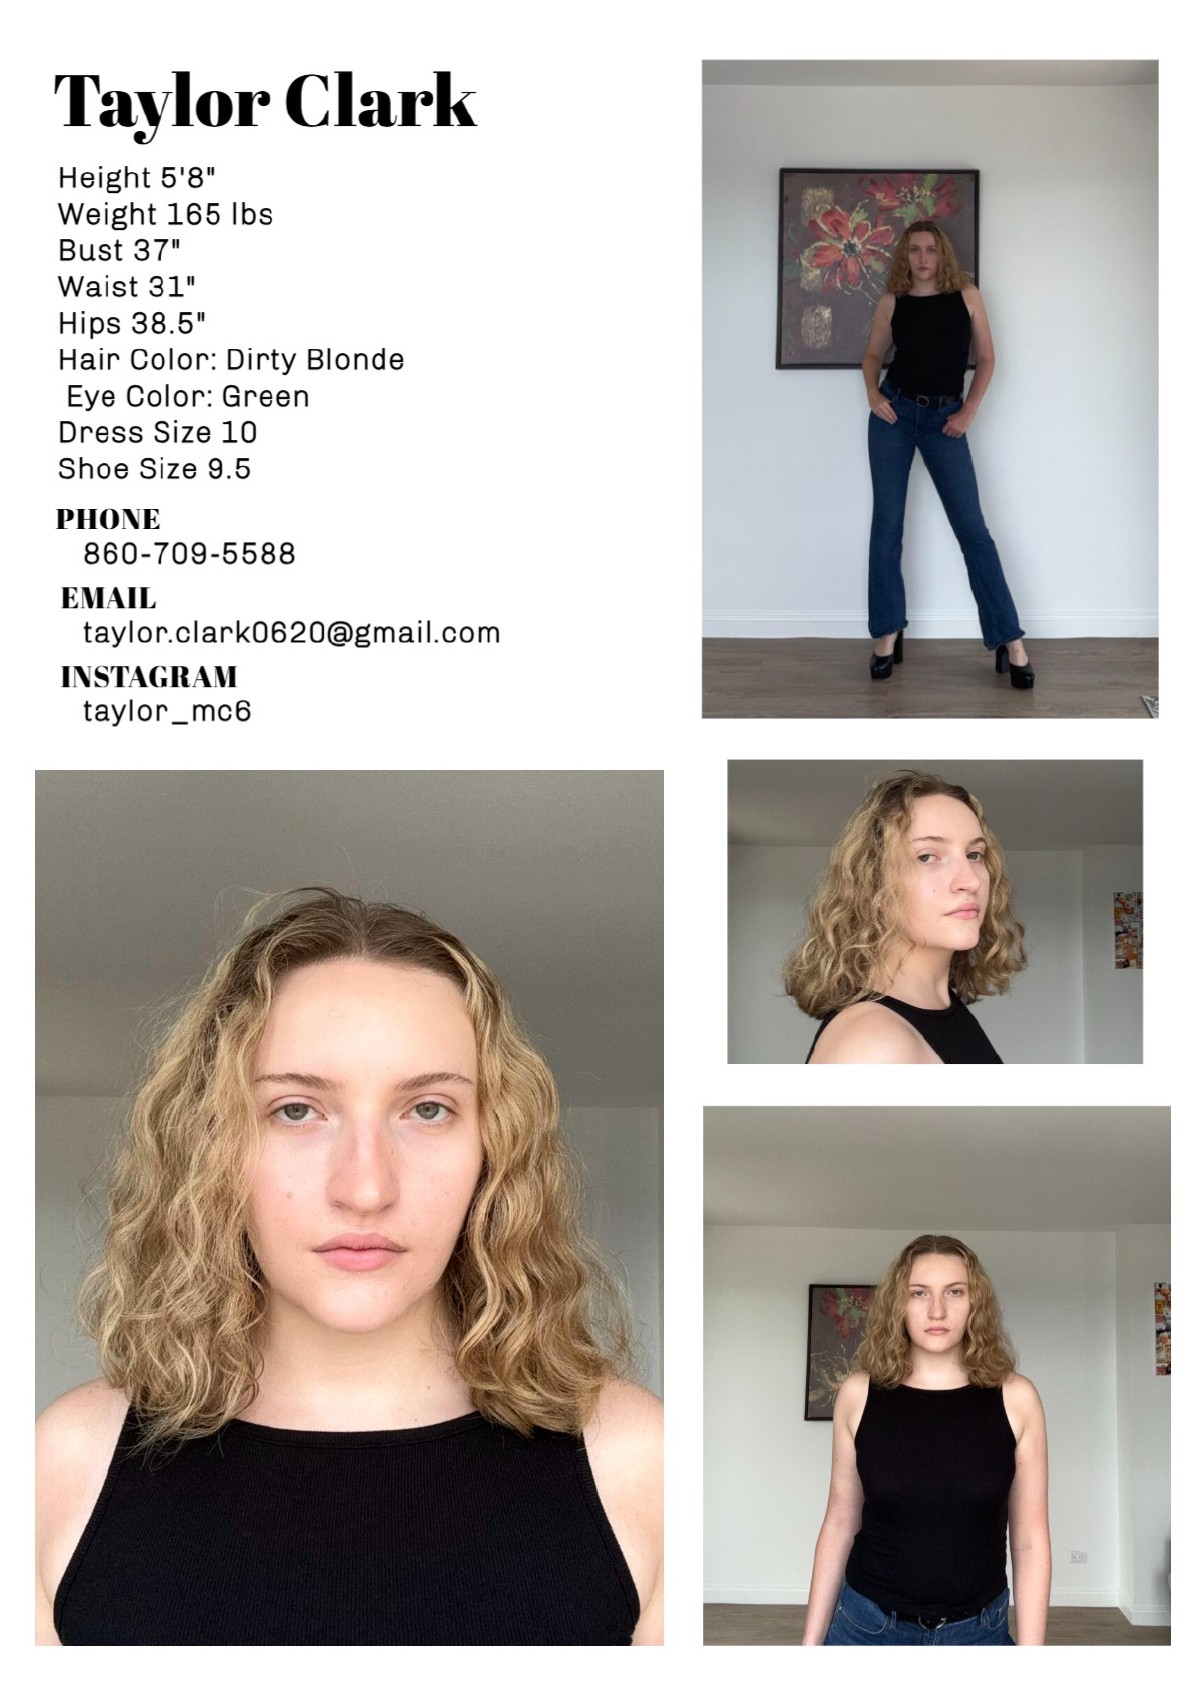 Taylor Clark
Height 5'8"
Weight 165 lbs
Bust 37"
Waist 31"
Hips 38.5"
Hair Color: Dirty Blonde
Eye Color: Green
Dress Size 10
Shoe Size 9.5
PHONE
860-709-5588
EMAIL
taylor.clark0620@gmail.com
INSTAGRAM
taylor_mc6